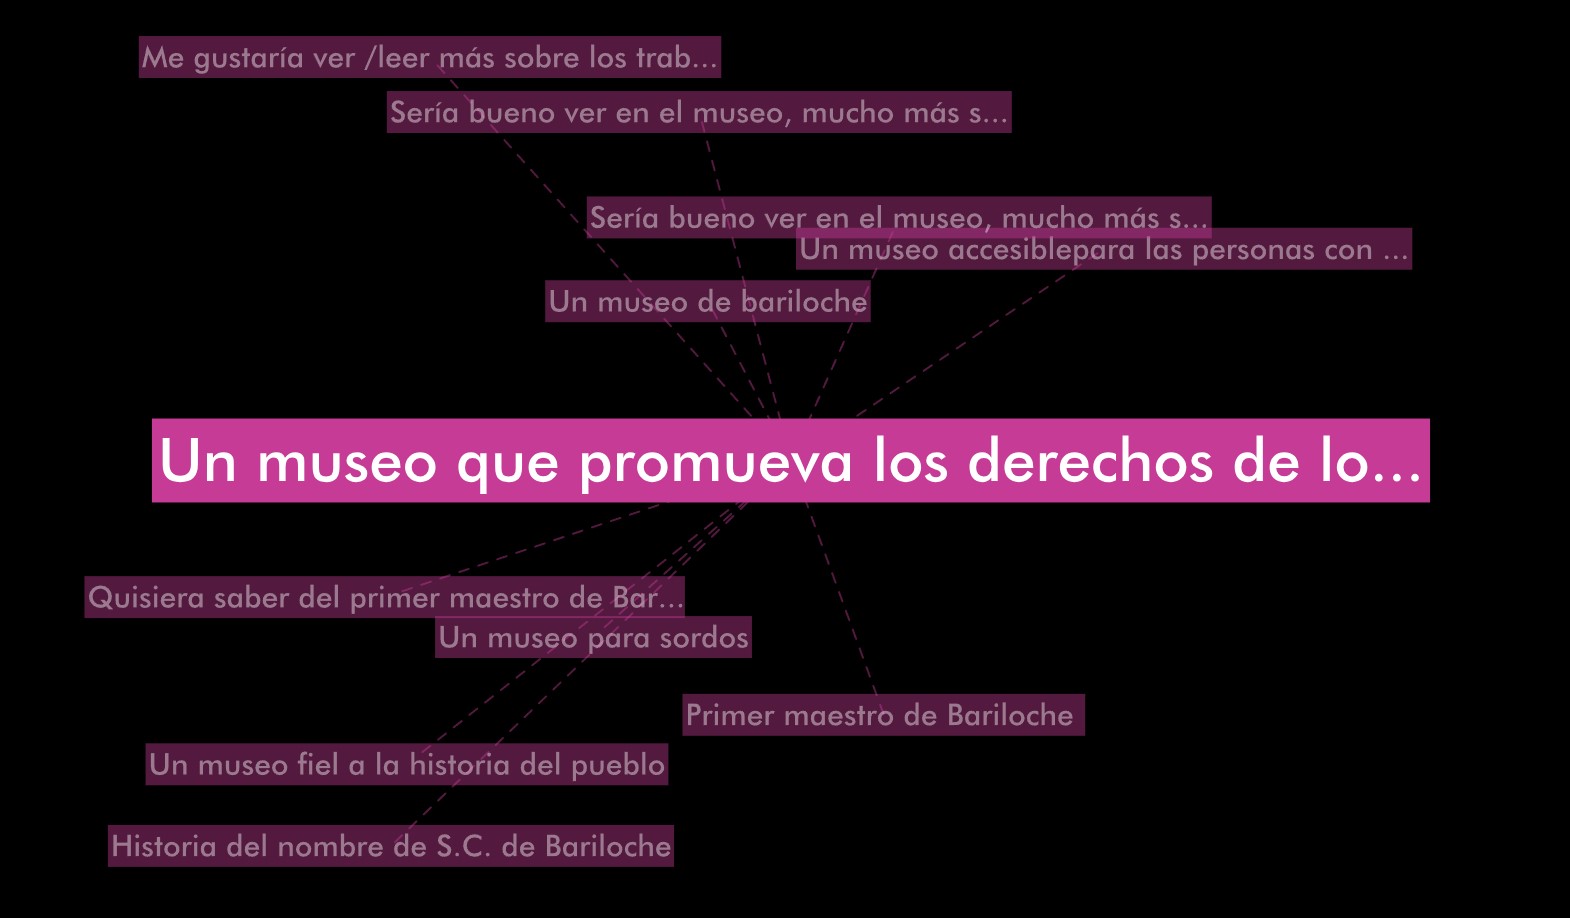 Me gustaría ver /leer más sobre los trab...
Sería bueno ver en el museo, mucho más s...
Sería bueno ver en el museo, mucho más s...
Un museo accesiblepara las personas con ...
Un museo de bariloche
Un museo que promueva los derechos de lo...
Quisiera saber del primer maestro de Bar...
Un museo para sordos
Primer maestro de Bariloche
Un museo fiel a la historia del pueblo
Historia del nombre de S.C. de Bariloche